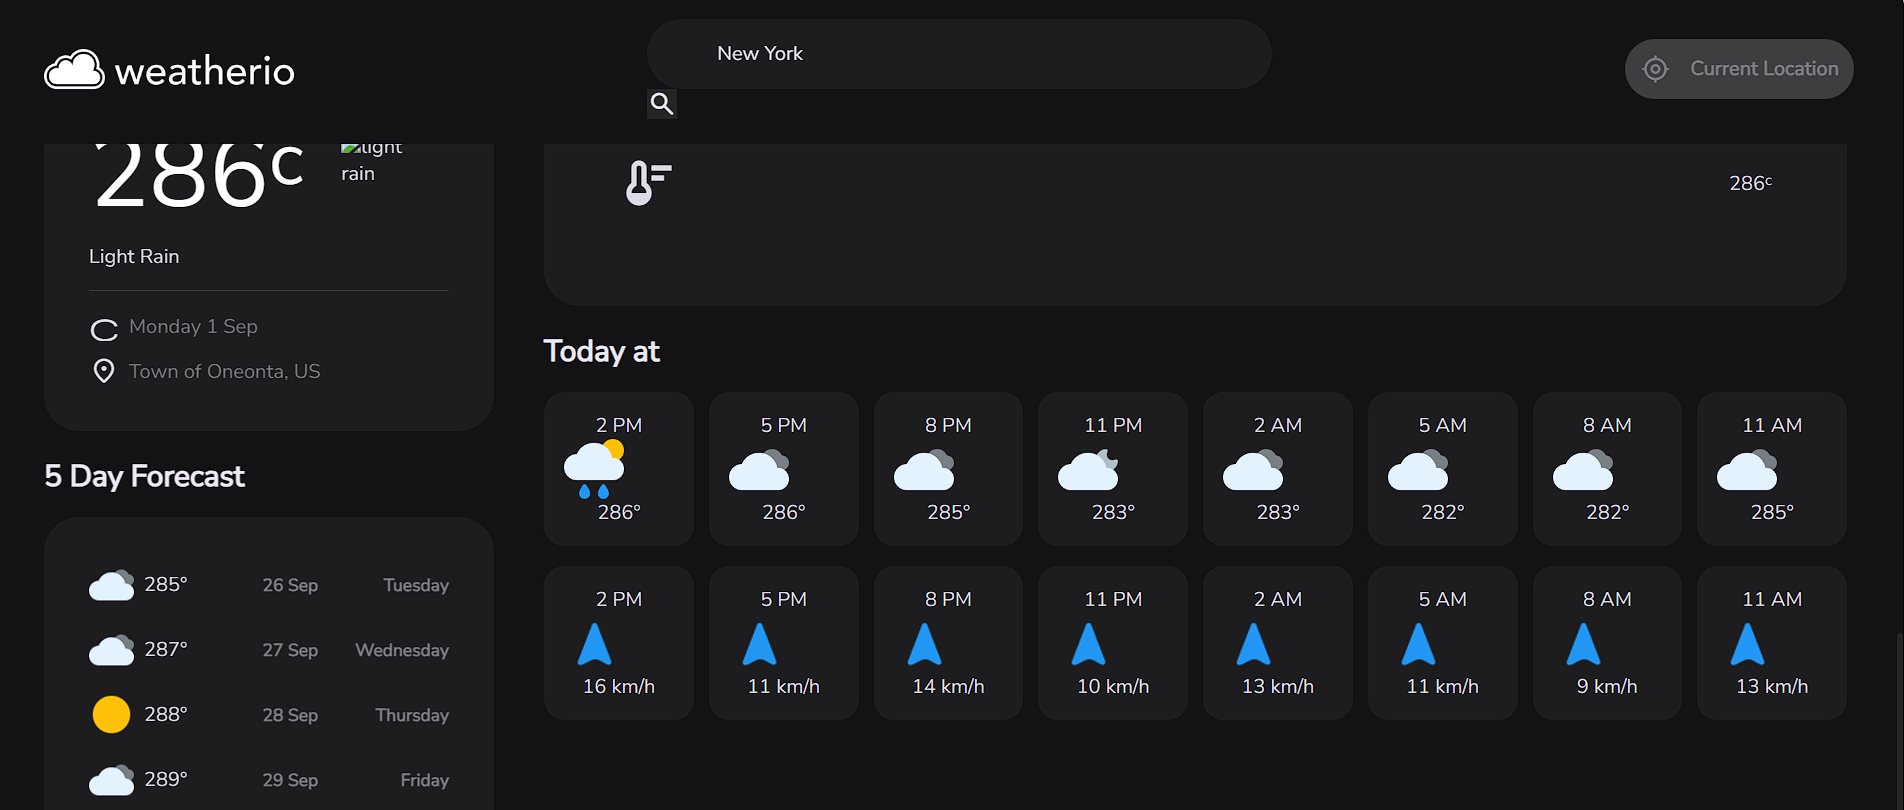 weatherio
New York
Current Location
286c
light
rain
Light Rain
Monday 1 Sep
Town of Oneonta, US
5 Day Forecast
285° 26 Sep Tuesday
287° 27 Sep Wednesday
288° 28 Sep Thursday
289° 29 Sep Friday
286c
Today at
2 PM 5 PM 8 PM 11 PM 2 AM 5 AM 8 AM 11 AM
286° 286° 285° 283° 283° 282° 282° 285°
2 PM 5 PM 8 PM 11 PM 2 AM 5 AM 8 AM 11 AM
16 km/h 11 km/h 14 km/h 10 km/h 13 km/h 11 km/h 9 km/h 13 km/h